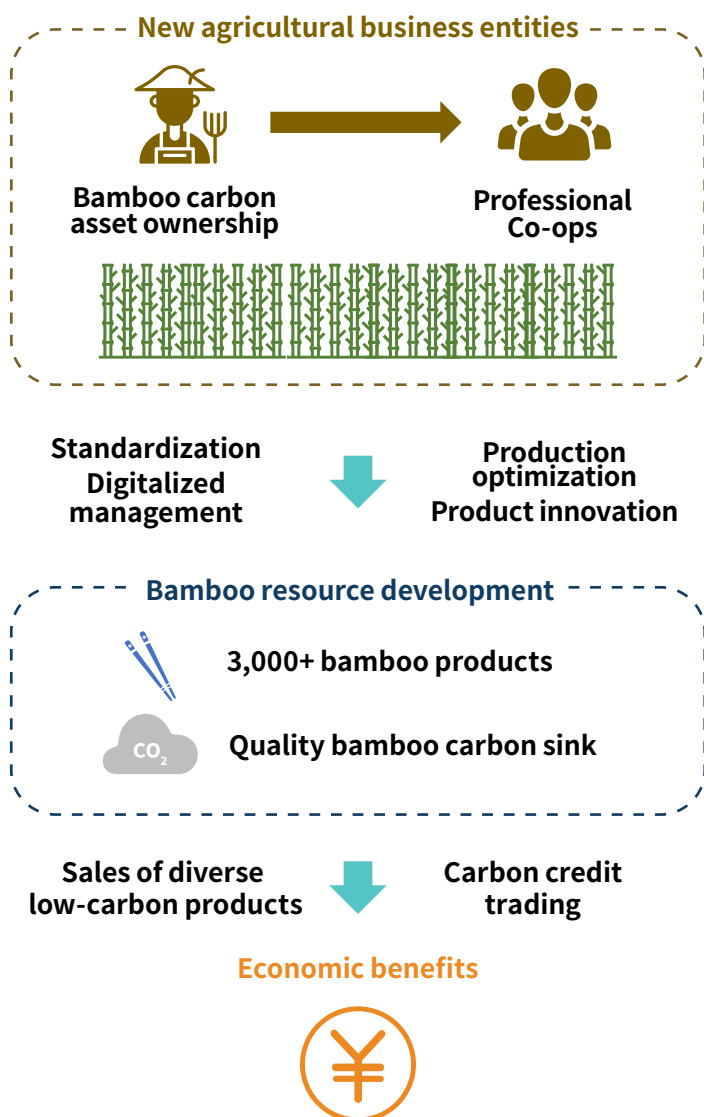 New agricultural business entities
Bamboo carbon
asset ownership
Professional
Co-ops
Standardization
Digitalized
management
Production
optimization
Product innovation
Bamboo resource development
3,000+ bamboo products
CO₂
Quality bamboo carbon sink
Sales of diverse
low-carbon products
Carbon credit
trading
Economic benefits
¥